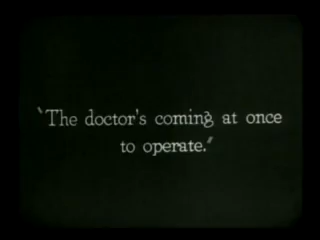 "The doctor's coming at once
to operate."